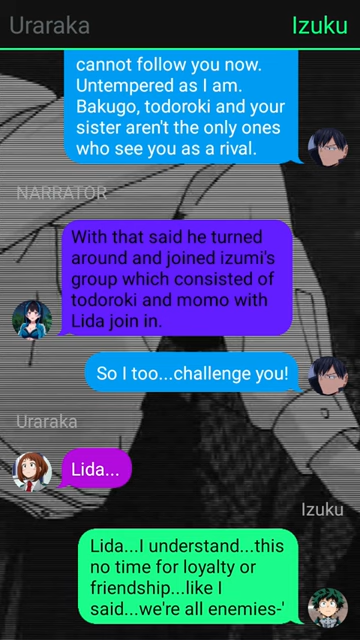 Uraraka
Izuku
cannot follow you now.
Untempered as I am.
Bakugo, todoroki and your
sister aren't the only ones
who see you as a rival.
NARRATOR
With that said he turned
around and joined izumi's
group which consisted of
todoroki and momo with
Lida join in.
So I too...challenge you!
Uraraka
Lida...
Izuku
Lida...I understand...this
no time for loyalty or
friendship...like I
said...we're all enemies-'